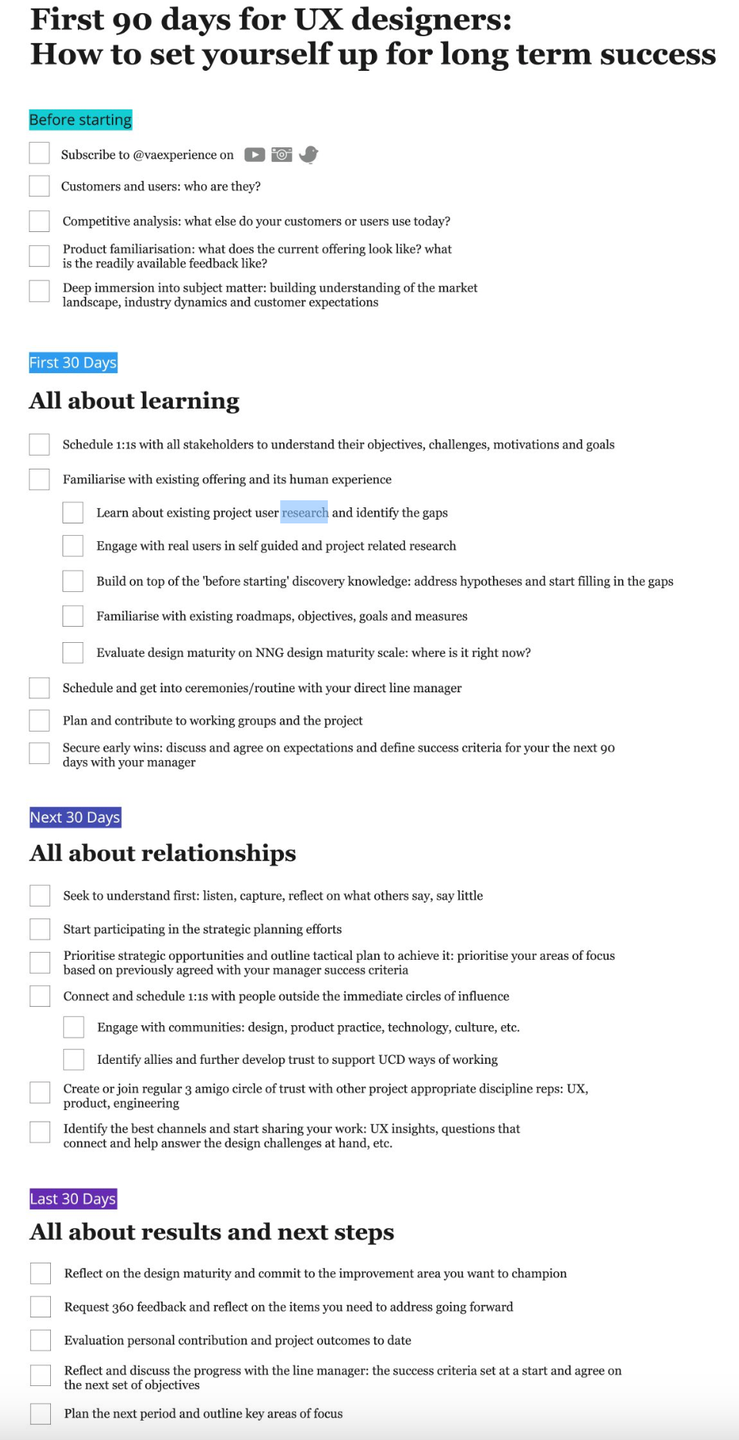 First 90 days for UX designers:
How to set yourself up for long term success
Before starting
Subscribe to @vaexperience on
Customers and users: who are they?
Competitive analysis: what else do your customers or users use today?
Product familiarisation: what does the current offering look like? what
is the readily available feedback like?
Deep immersion into subject matter: building understanding of the market
landscape, industry dynamics and customer expectations
First 30 Days
All about learning
Schedule 1:1s with all stakeholders to understand their objectives, challenges, motivations and goals
Familiarise with existing offering and its human experience
Learn about existing project user research and identify the gaps
Engage with real users in self guided and project related research
Build on top of the 'before starting' discovery knowledge: address hypotheses and start filling in the gaps
Familiarise with existing roadmaps, objectives, goals and measures
Evaluate design maturity on NNG design maturity scale: where is it right now?
Schedule and get into ceremonies/routine with your direct line manager
Plan and contribute to working groups and the project
Secure early wins: discuss and agree on expectations and define success criteria for your the next 90
days with your manager
Next 30 Days
All about relationships
Seek to understand first: listen, capture, reflect on what others say, say little
Start participating in the strategic planning efforts
Prioritise strategic opportunities and outline tactical plan to achieve it: prioritise your areas of focus
based on previously agreed with your manager success criteria
Connect and schedule 1:1s with people outside the immediate circles of influence
Engage with communities: design, product practice, technology, culture, etc.
Identify allies and further develop trust to support UCD ways of working
Create or join regular 3 amigo circle of trust with other project appropriate discipline reps: UX,
product, engineering
Identify the best channels and start sharing your work: UX insights, questions that
connect and help answer the design challenges at hand, etc.
Last 30 Days
All about results and next steps
Reflect on the design maturity and commit to the improvement area you want to champion
Request 360 feedback and reflect on the items you need to address going forward
Evaluation personal contribution and project outcomes to date
Reflect and discuss the progress with the line manager: the success criteria set at a start and agree on
the next set of objectives
Plan the next period and outline key areas of focus